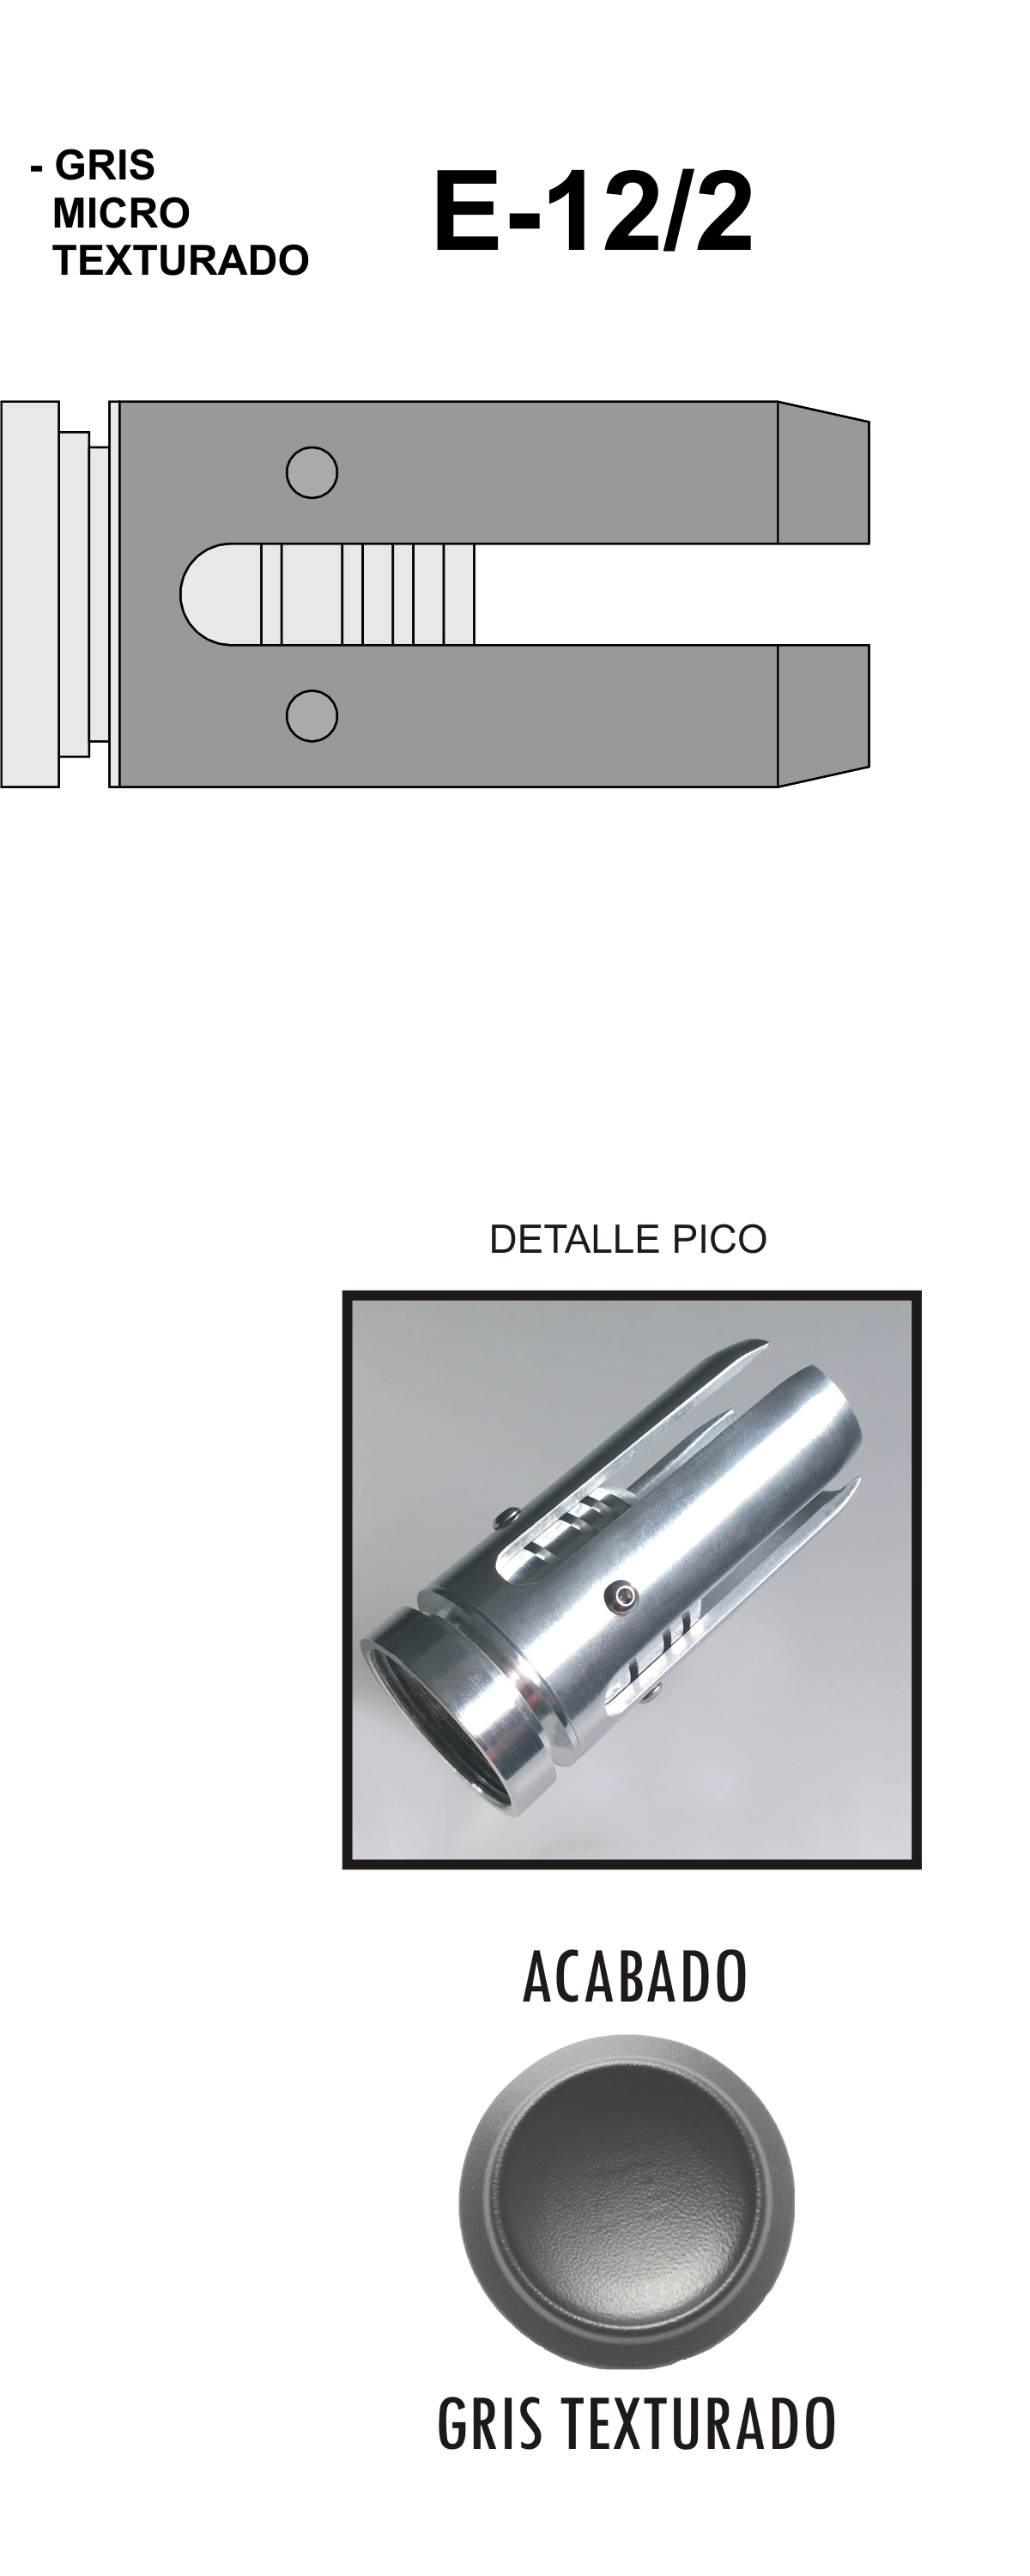 - GRIS
MICRO
TEXTURADO
E-12/2
DETALLE PICO
ACABADO
GRIS TEXTURADO